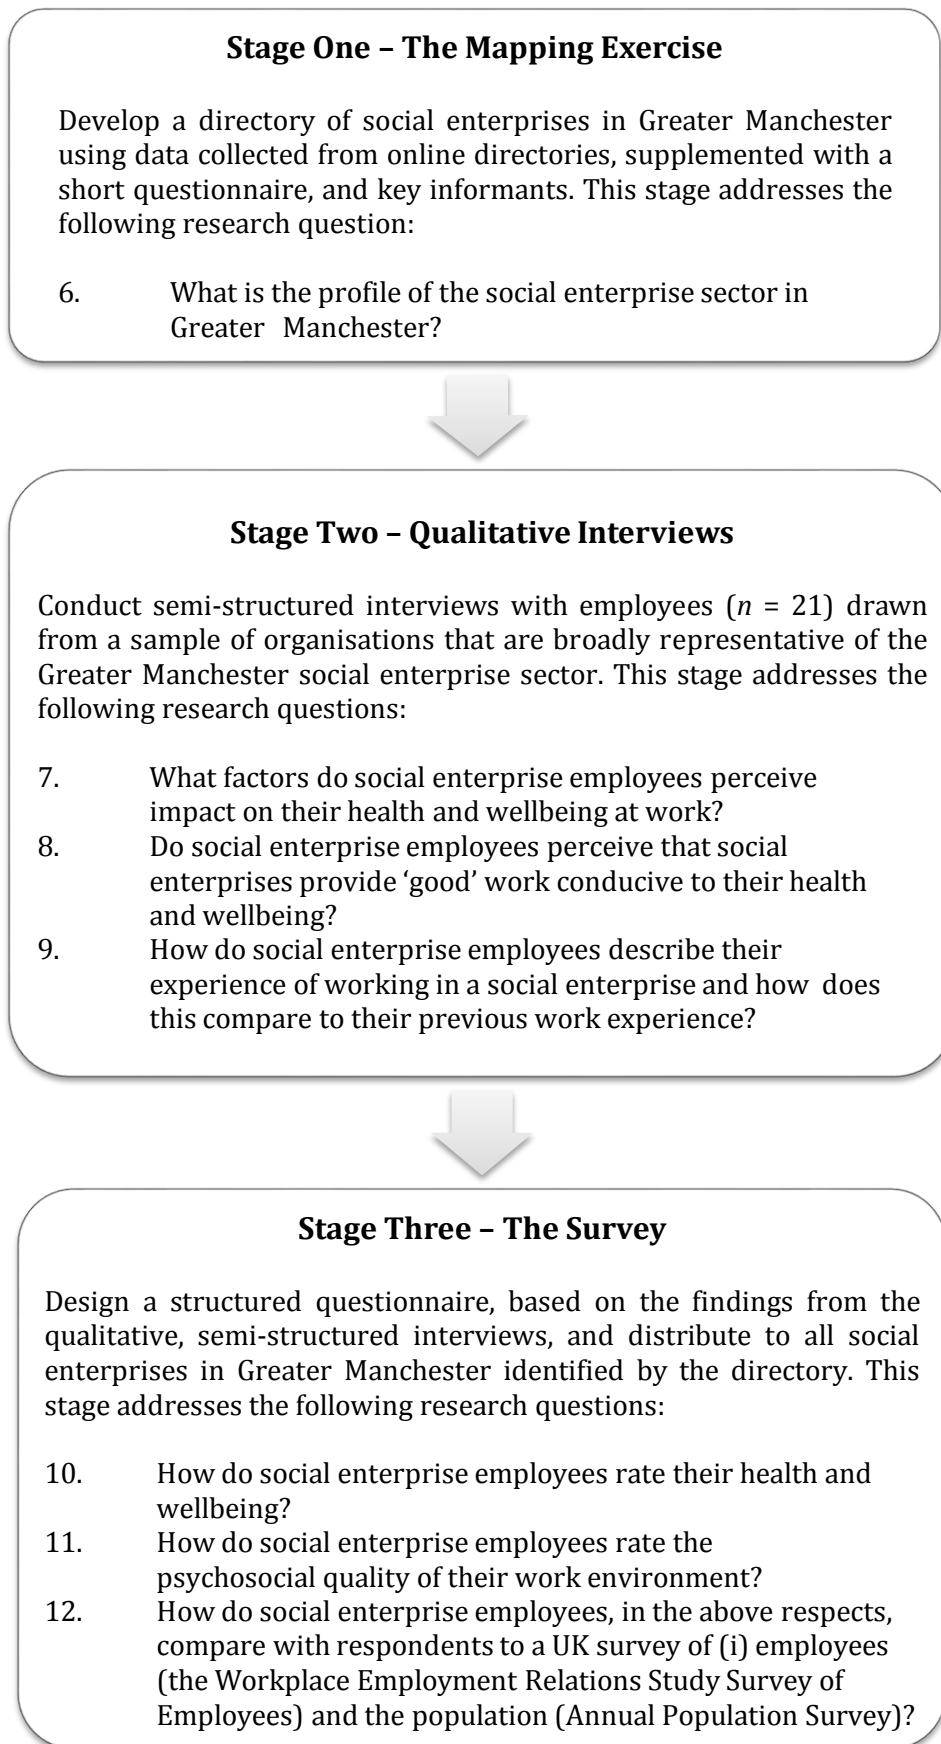 Stage One – The Mapping Exercise
Develop a directory of social enterprises in Greater Manchester
using data collected from online directories, supplemented with a
short questionnaire, and key informants. This stage addresses the
following research question:
6. What is the profile of the social enterprise sector in
Greater Manchester?
Stage Two – Qualitative Interviews
Conduct semi-structured interviews with employees (n = 21) drawn
from a sample of organisations that are broadly representative of the
Greater Manchester social enterprise sector. This stage addresses the
following research questions:
7. What factors do social enterprise employees perceive
impact on their health and wellbeing at work?
8. Do social enterprise employees perceive that social
enterprises provide ‘good’ work conducive to their health
and wellbeing?
9. How do social enterprise employees describe their
experience of working in a social enterprise and how does
this compare to their previous work experience?
Stage Three – The Survey
Design a structured questionnaire, based on the findings from the
qualitative, semi-structured interviews, and distribute to all social
enterprises in Greater Manchester identified by the directory. This
stage addresses the following research questions:
10. How do social enterprise employees rate their health and
wellbeing?
11. How do social enterprise employees rate the
psychosocial quality of their work environment?
12. How do social enterprise employees, in the above respects,
compare with respondents to a UK survey of (i) employees
(the Workplace Employment Relations Study Survey of
Employees) and the population (Annual Population Survey)?